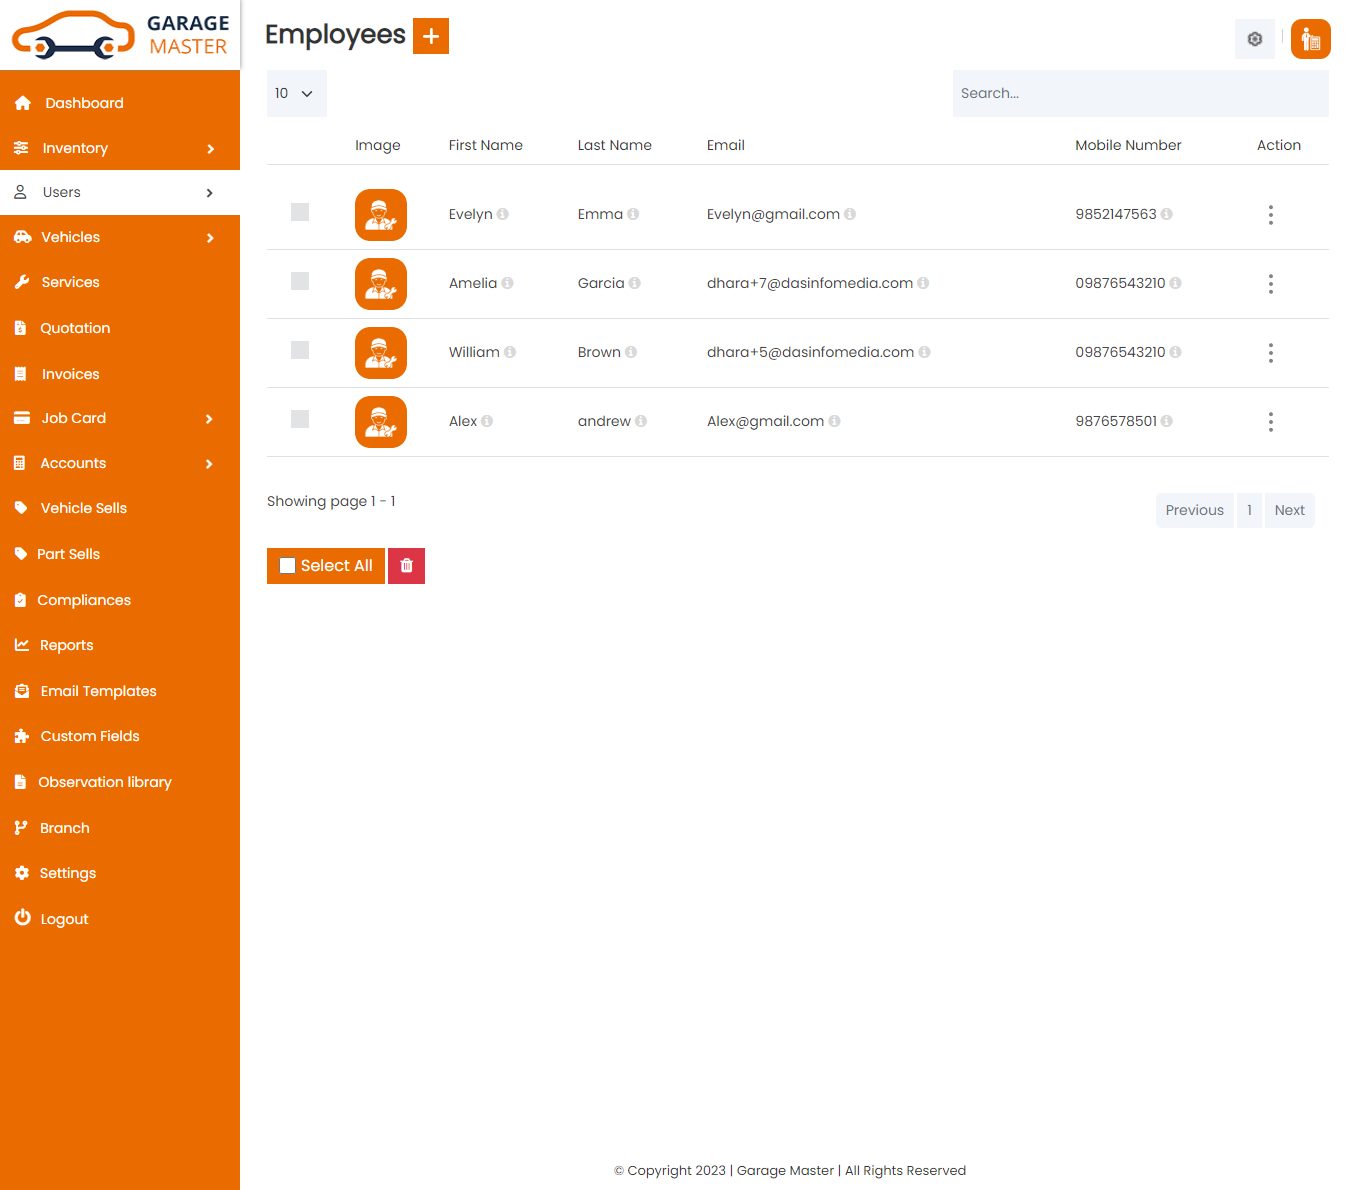 GARAGE
MASTER
Employees
10
Search...
Dashboard
Inventory
Users
Vehicles
Services
Quotation
Invoices
Job Card
Accounts
Vehicle Sells
Part Sells
Compliances
Reports
Email Templates
Custom Fields
Observation library
Branch
Settings
Logout
Image First Name Last Name Email Mobile Number Action
Evelyn Emma Evelyn@gmail.com 9852147563
Amelia Garcia dhara+7@dasinfomedia.com 09876543210
William Brown dhara+5@dasinfomedia.com 09876543210
Alex andrew Alex@gmail.com 9876578501
Showing page 1 - 1
Previous 1 Next
Select All
© Copyright 2023 | Garage Master | All Rights Reserved